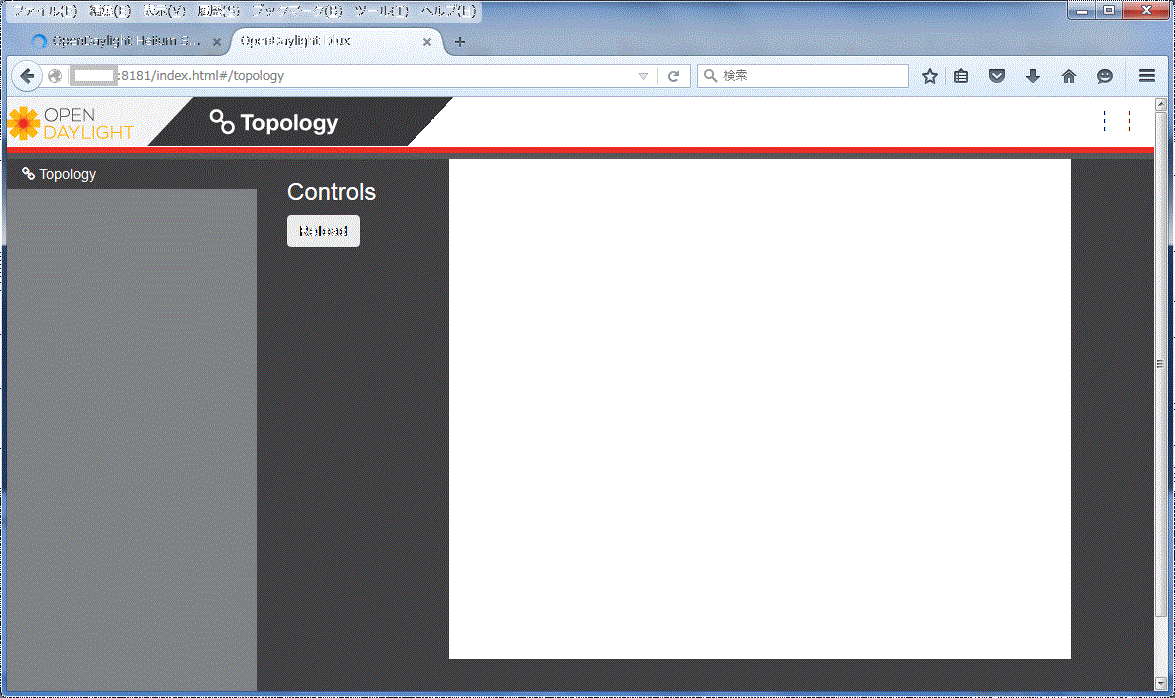 ファイル(F) 編集(E) 表示(V) 履歴(S) ブックマーク(B) ツール(T) ヘルプ(H)
OpenDaylight Helium S... OpenDaylight Dlux
:8181/index.html#/topology 検索
OPEN DAYLIGHT
Topology
Topology
Controls
Reload